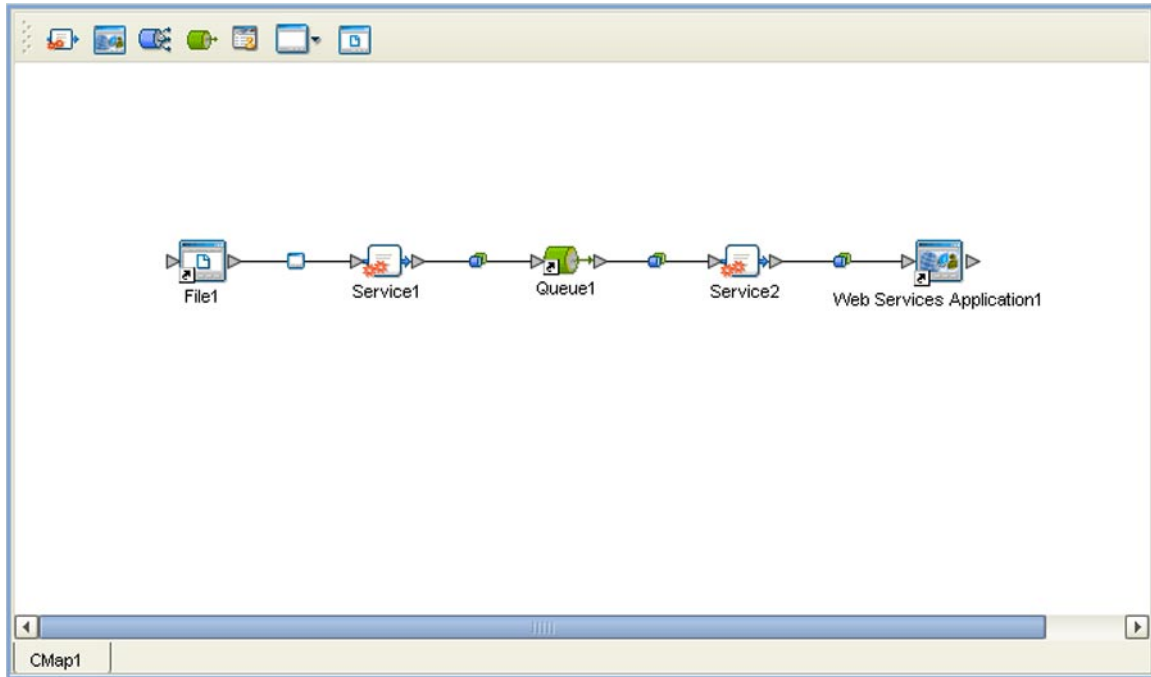 File1
Service1
Queue1
Service2
Web Services Application1
CMap1